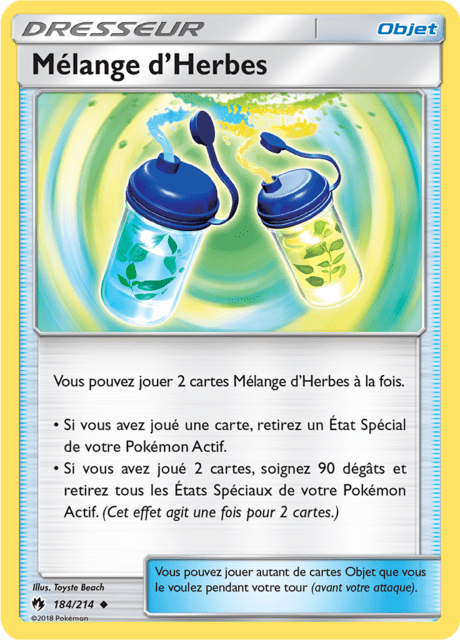 DRESSEUR
Objet
Mélange d'Herbes
Vous pouvez jouer 2 cartes Mélange d'Herbes à la fois.
• Si vous avez joué une carte, retirez un État Spécial
de votre Pokémon Actif.
• Si vous avez joué 2 cartes, soignez 90 dégâts et
retirez tous les États Spéciaux de votre Pokémon
Actif. (Cet effet agit une fois pour 2 cartes.)
Vous pouvez jouer autant de cartes Objet que vous
le voulez pendant votre tour (avant votre attaque).
Illus. Toyste Beach
184/214 ◆
©2018 Pokémon